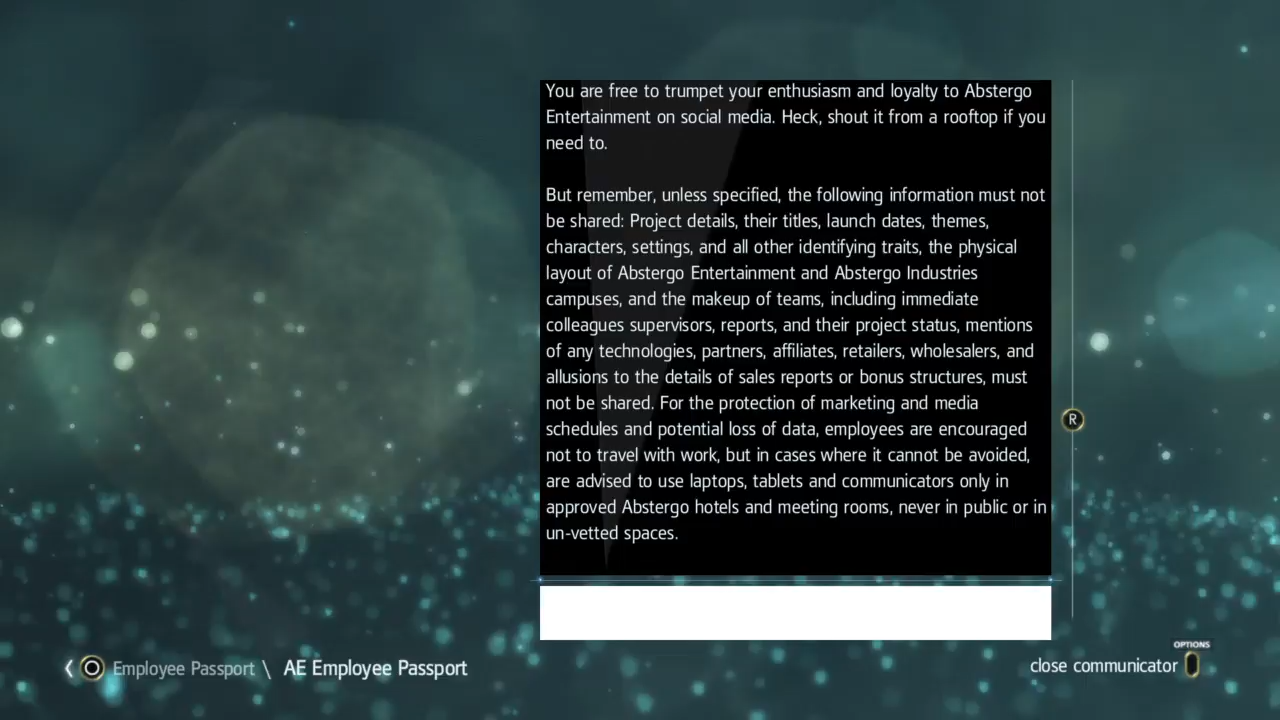 You are free to trumpet your enthusiasm and loyalty to Abstergo
Entertainment on social media. Heck, shout it from a rooftop if you
need to.
But remember, unless specified, the following information must not
be shared: Project details, their titles, launch dates, themes,
characters, settings, and all other identifying traits, the physical
layout of Abstergo Entertainment and Abstergo Industries
campuses, and the makeup of teams, including immediate
colleagues supervisors, reports, and their project status, mentions
of any technologies, partners, affiliates, retailers, wholesalers, and
allusions to the details of sales reports or bonus structures, must
not be shared. For the protection of marketing and media
schedules and potential loss of data, employees are encouraged
not to travel with work, but in cases where it cannot be avoided,
are advised to use laptops, tablets and communicators only in
approved Abstergo hotels and meeting rooms, never in public or in
un-vetted spaces.
R
OPTIONS
Employee Passport \ AE Employee Passport
close communicator